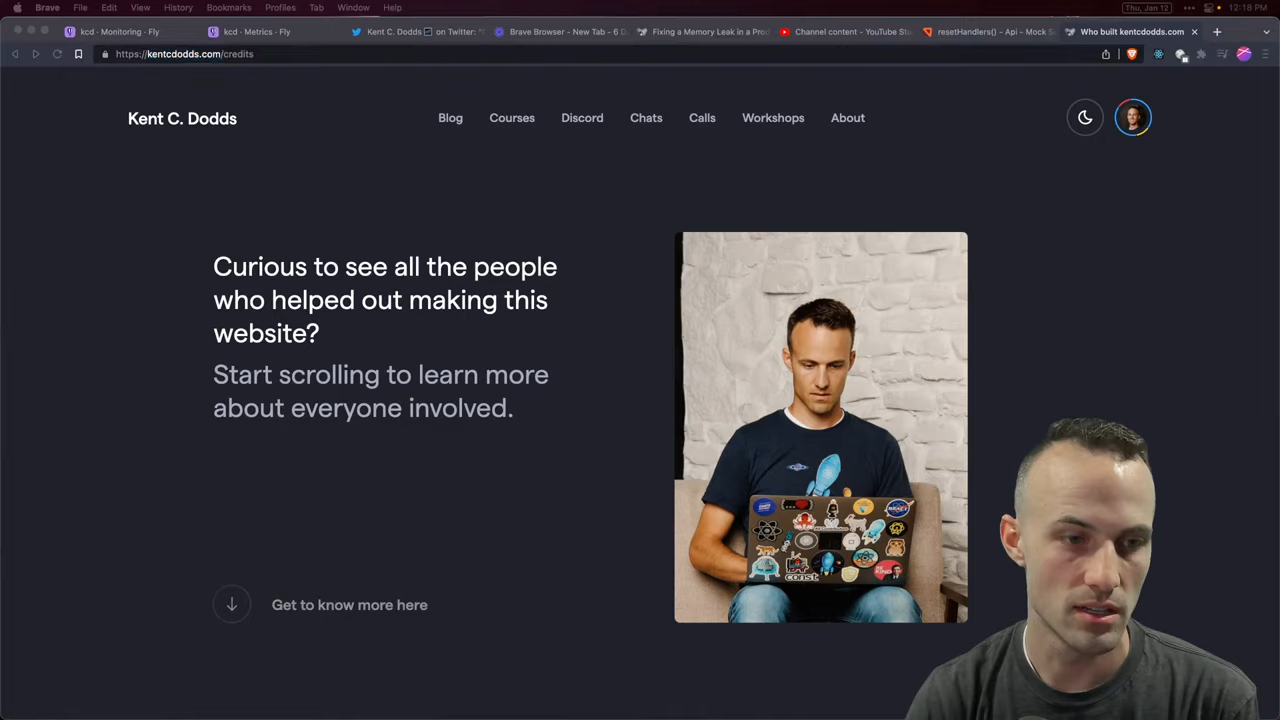 Brave File Edit View History Bookmarks Profiles Tab Window Help Thu, Jan 12 12:18 PM
kcd · Monitoring · Fly
kcd · Metrics · Fly
Kent C. Dodds on Twitter: "
Brave Browser - New Tab - 6 D
Fixing a Memory Leak in a Prod
Channel content - YouTube Stu
resetHandlers() - Api - Mock S
Who built kentcdodds.com
https://kentcdodds.com/credits
Kent C. Dodds
Blog Courses Discord Chats Calls Workshops About
Curious to see all the people
who helped out making this
website?
Start scrolling to learn more
about everyone involved.
const
Get to know more here